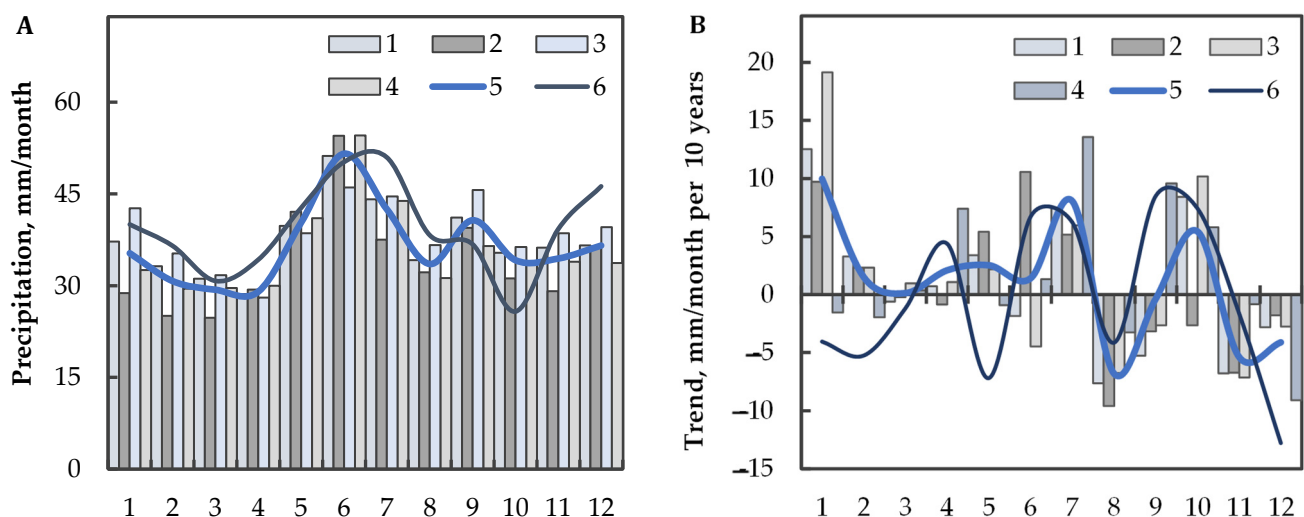 A
Precipitation, mm/month
1 2 3
4 5 6
60
45
30
15
0
1 2 3 4 5 6 7 8 9 10 11 12
B
Trend, mm/month per 10 years
1 2 3
4 5 6
20
15
10
5
0
–5
–10
–15
1 2 3 4 5 6 7 8 9 10 11 12